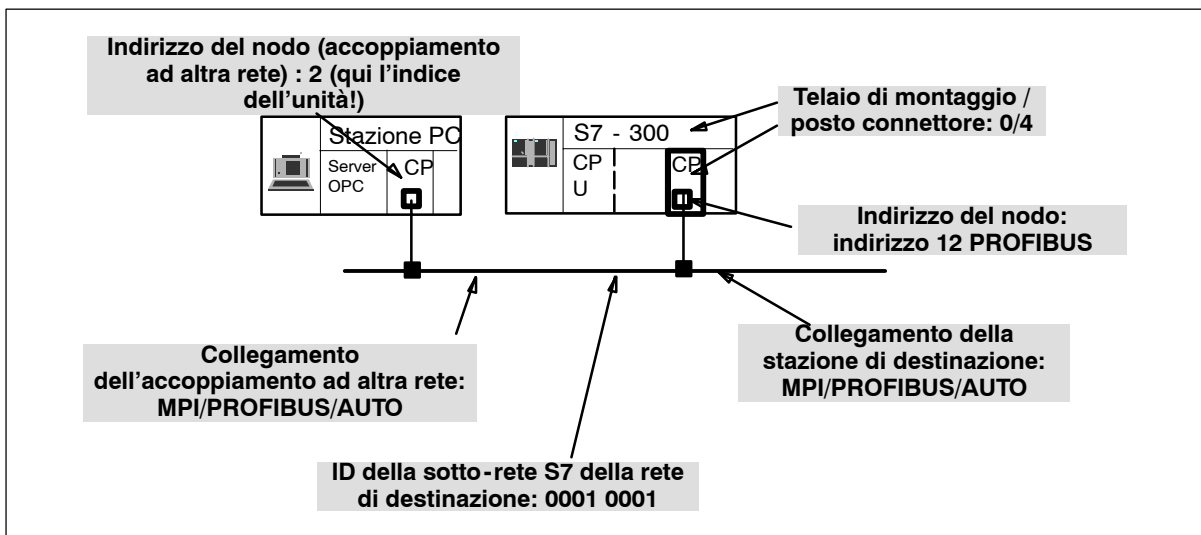 Indirizzo del nodo (accoppiamento
ad altra rete) : 2 (qui l'indice
dell'unità!)
Telaio di montaggio /
posto connettore: 0/4
Stazione PC
Server
OPC
CP
S7 - 300
CP
U
CP
Indirizzo del nodo:
indirizzo 12 PROFIBUS
Collegamento
dell'accoppiamento ad altra rete:
MPI/PROFIBUS/AUTO
Collegamento della
stazione di destinazione:
MPI/PROFIBUS/AUTO
ID della sotto-rete S7 della rete
di destinazione: 0001 0001